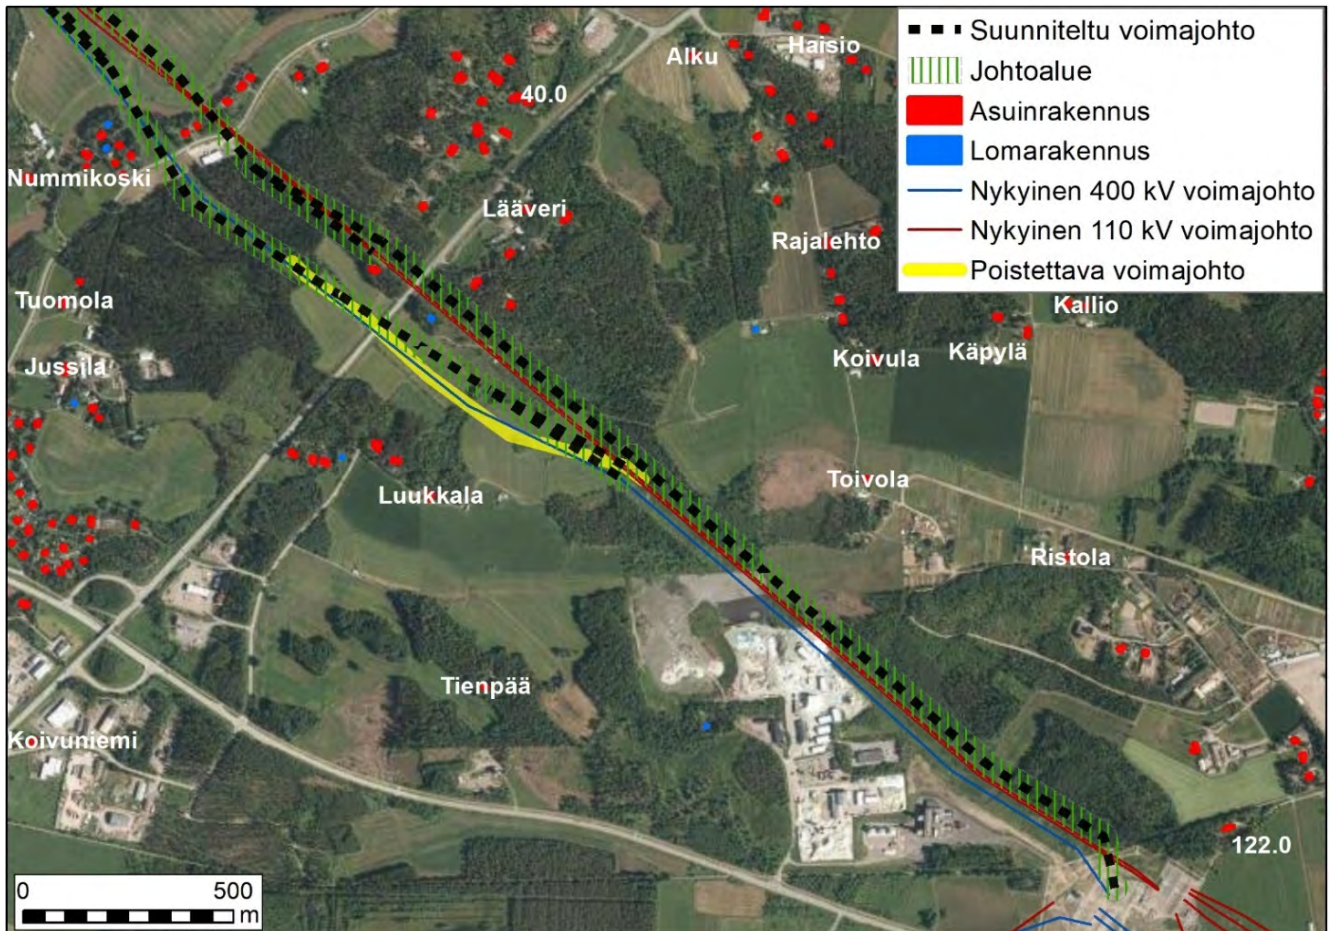 Suunniteltu voimajohto
Johtoalue
Asuinrakennus
Lomarakennus
Nykyinen 400 kV voimajohto
Nykyinen 110 kV voimajohto
Poistettava voimajohto
Alku
Haisio
40.0
Nummikoski
Lääveri
Rajalehto
Tuomola
Kallio
Koivula
Käpylä
Jussila
Toivola
Luukkala
Ristola
Tienpää
Koivuniemi
122.0
0 500
m